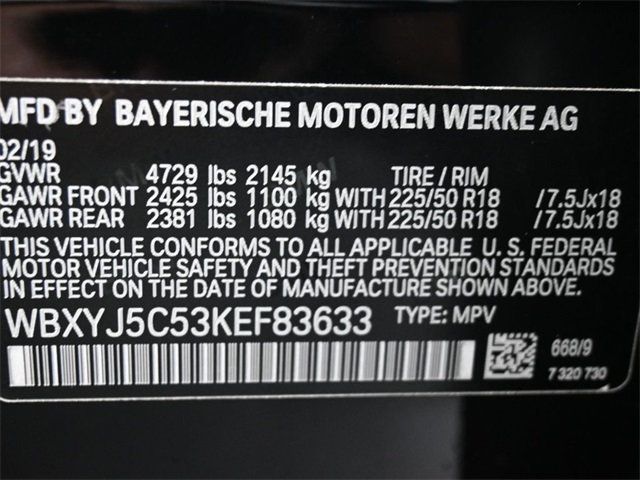 MFD BY BAYERISCHE MOTOREN WERKE AG
02/19
GVWR 4729 lbs 2145 kg TIRE / RIM
GAWR FRONT 2425 lbs 1100 kg WITH 225/50 R18 /7.5Jx18
GAWR REAR 2381 lbs 1080 kg WITH 225/50 R18 /7.5Jx18
THIS VEHICLE CONFORMS TO ALL APPLICABLE U. S. FEDERAL
MOTOR VEHICLE SAFETY AND THEFT PREVENTION STANDARDS
IN EFFECT ON THE DATE OF MANUFACTURE SHOWN ABOVE.
WBXYJ5C53KEF83633 TYPE: MPV
668/9
7 320 730